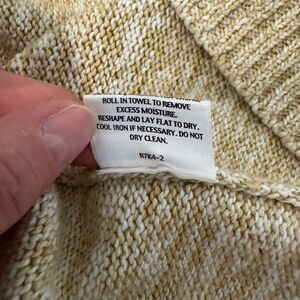 ROLL IN TOWEL TO REMOVE
EXCESS MOISTURE.
RESHAPE AND LAY FLAT TO DRY.
COOL IRON IF NECESSARY. DO NOT
DRY CLEAN.
R7K4-2